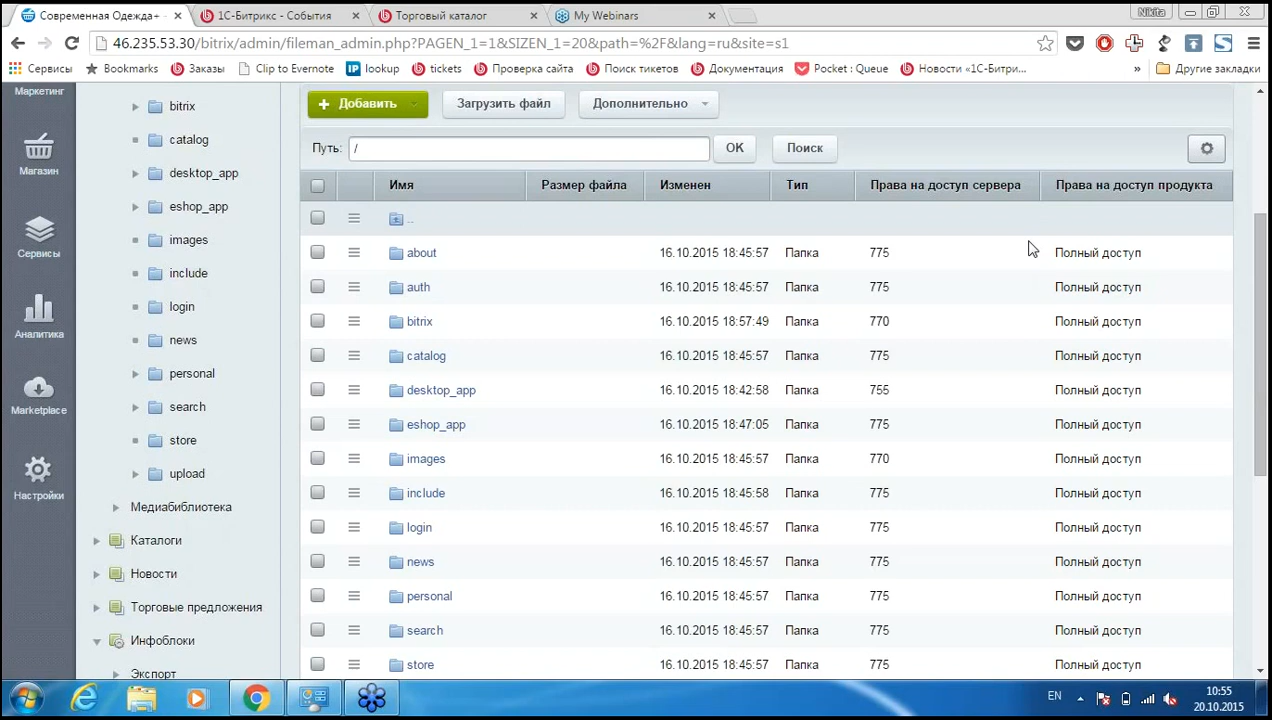 Современная Одежда+
1С-Битрикс - События
Торговый каталог
My Webinars
Nikita
46.235.53.30/bitrix/admin/fileman_admin.php?PAGEN_1=1&SIZEN_1=20&path=%2F&lang=ru&site=s1
Сервисы
Bookmarks
Заказы
Clip to Evernote
IP lookup
tickets
Проверка сайта
Поиск тикетов
Документация
Pocket : Queue
Новости «1С-Битри...
»
Другие закладки
Маркетинг
Магазин
Сервисы
Аналитика
Marketplace
Настройки
bitrix
catalog
desktop_app
eshop_app
images
include
login
news
personal
search
store
upload
Медиабиблиотека
Каталоги
Новости
Торговые предложения
Инфоблоки
Экспорт
+ Добавить
Загрузить файл
Дополнительно
Путь: /
OK
Поиск
Имя Размер файла Изменен Тип Права на доступ сервера Права на доступ продукта
..
about 16.10.2015 18:45:57 Папка 775 Полный доступ
auth 16.10.2015 18:45:57 Папка 775 Полный доступ
bitrix 16.10.2015 18:57:49 Папка 770 Полный доступ
catalog 16.10.2015 18:45:57 Папка 775 Полный доступ
desktop_app 16.10.2015 18:42:58 Папка 755 Полный доступ
eshop_app 16.10.2015 18:47:05 Папка 775 Полный доступ
images 16.10.2015 18:45:57 Папка 770 Полный доступ
include 16.10.2015 18:45:58 Папка 775 Полный доступ
login 16.10.2015 18:45:57 Папка 775 Полный доступ
news 16.10.2015 18:45:57 Папка 775 Полный доступ
personal 16.10.2015 18:45:57 Папка 775 Полный доступ
search 16.10.2015 18:45:57 Папка 775 Полный доступ
store 16.10.2015 18:45:57 Папка 775 Полный доступ
EN
10:55
20.10.2015